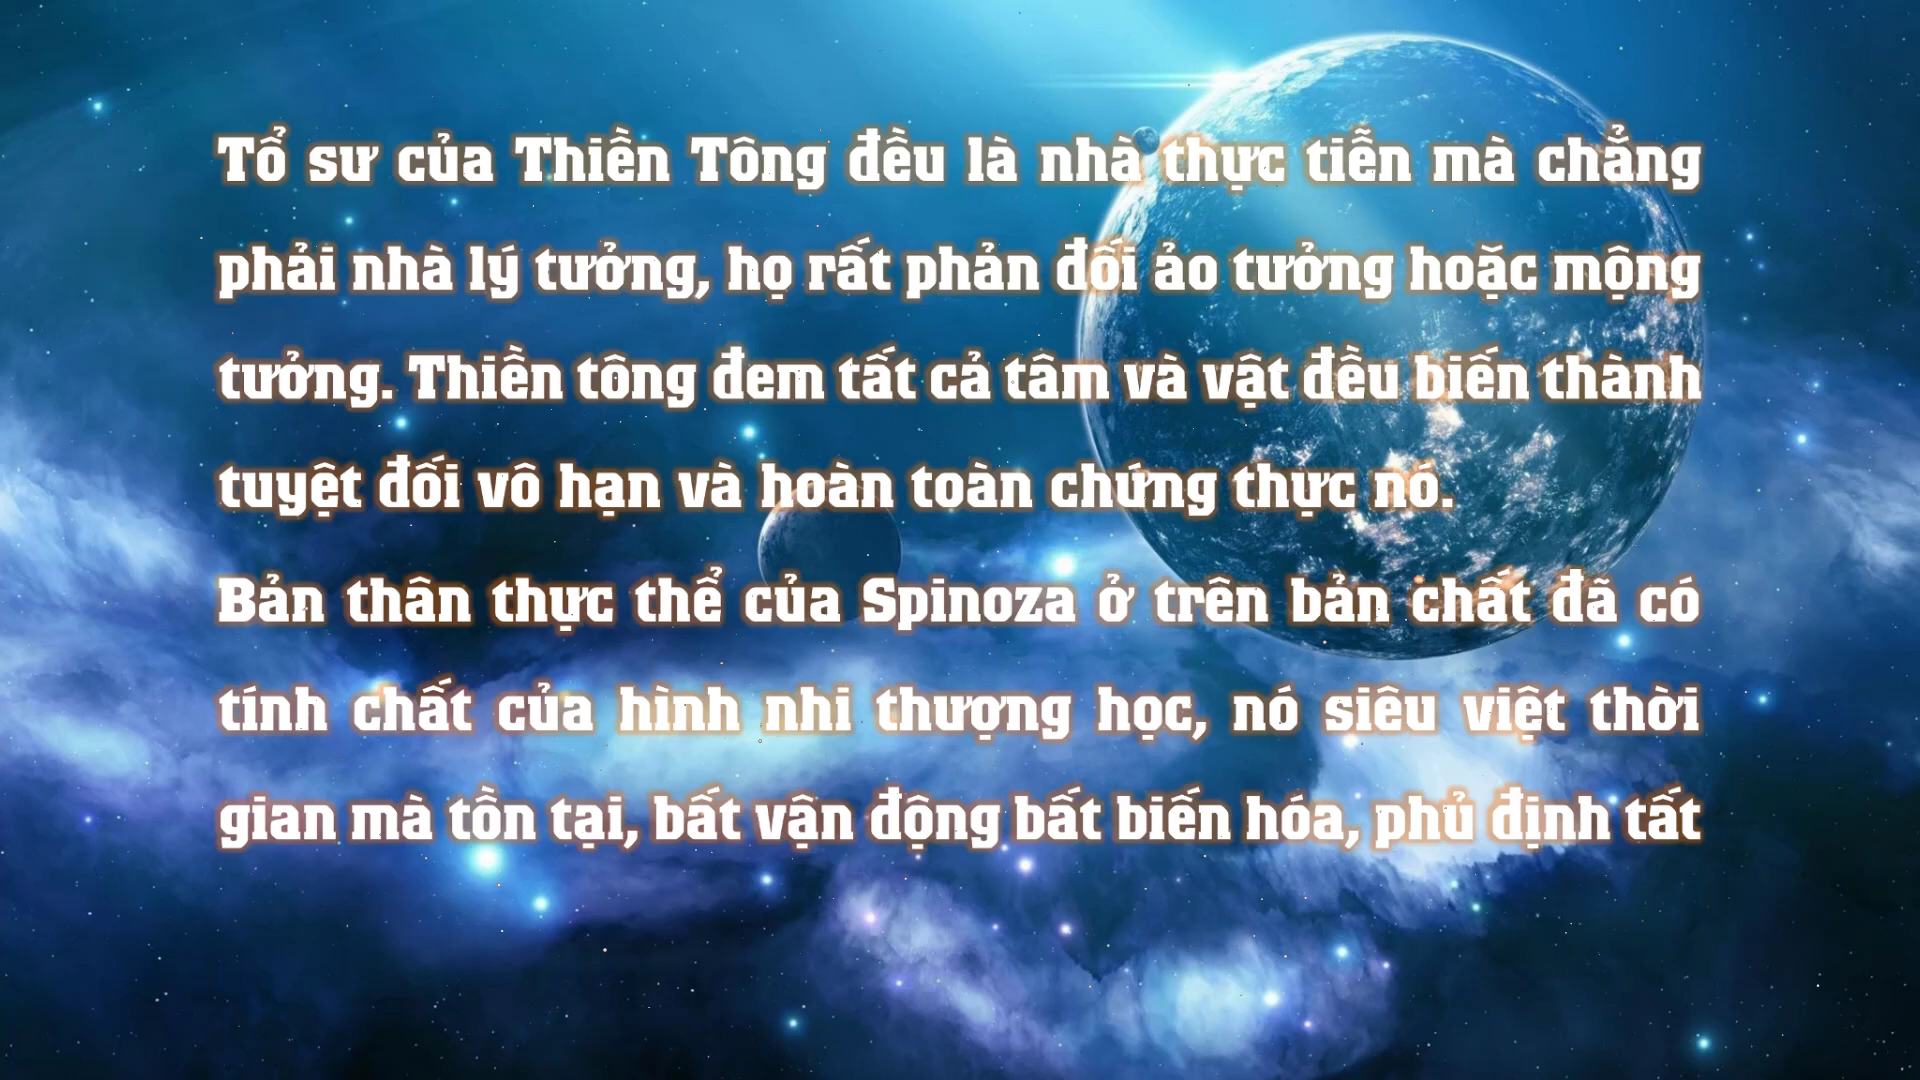 Tổ sư của Thiền Tông đều là nhà thực tiễn mà chẳng
phải nhà lý tưởng, họ rất phản đối ảo tưởng hoặc mộng
tưởng. Thiền tông đem tất cả tâm và vật đều biến thành
tuyệt đối vô hạn và hoàn toàn chứng thực nó.
Bản thân thực thể của Spinoza ở trên bản chất đã có
tính chất của hình nhi thượng học, nó siêu việt thời
gian mà tồn tại, bất vận động bất biến hóa, phủ định tất